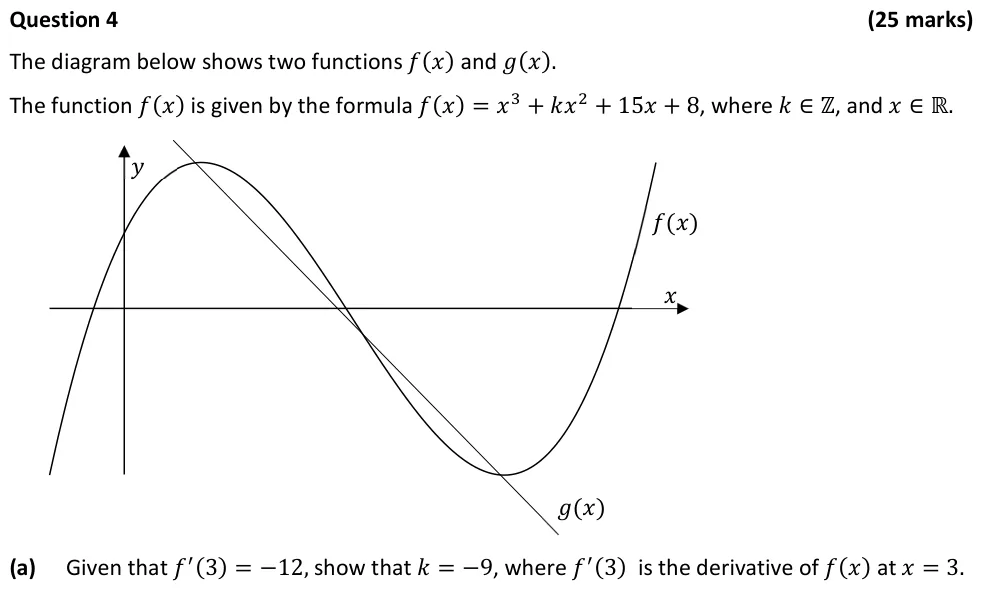 Question 4 (25 marks)
The diagram below shows two functions f(x) and g(x).
The function f(x) is given by the formula f(x) = x³ + kx² + 15x + 8, where k ∈ ℤ, and x ∈ ℝ.
y
f(x)
x
g(x)
(a) Given that f′(3) = −12, show that k = −9, where f′(3) is the derivative of f(x) at x = 3.